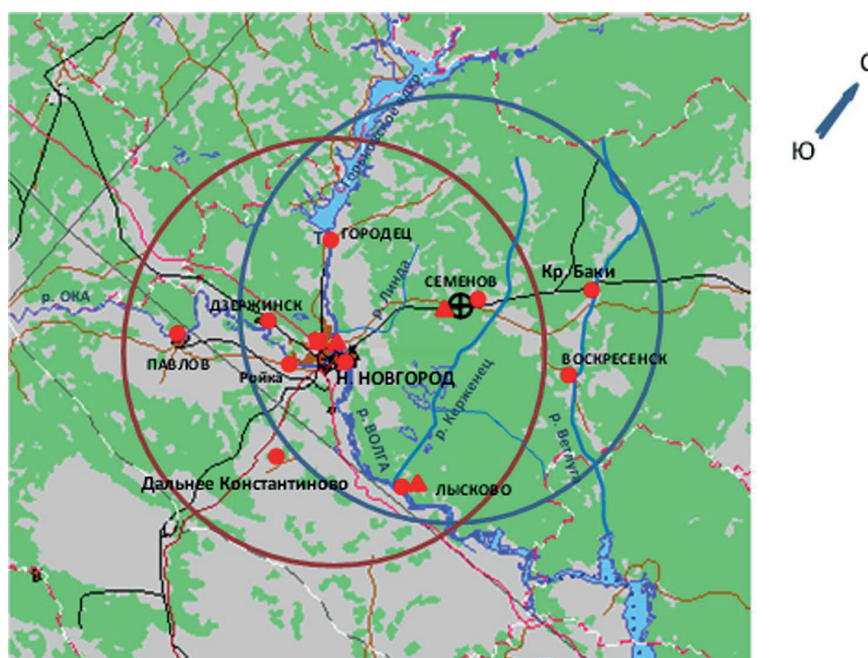 С
Ю
Горьковское вдхр.
ГОРОДЕЦ
р. Линда
СЕМЕНОВ
Кр. Баки
р. ОКА
ДЗЕРЖИНСК
ПАВЛОВ
Ройка
Н. НОВГОРОД
ВОСКРЕСЕНСК
р. Керженец
р. ВОЛГА
р. Ветлуга
Дальнее Константиново
ЛЫСКОВО